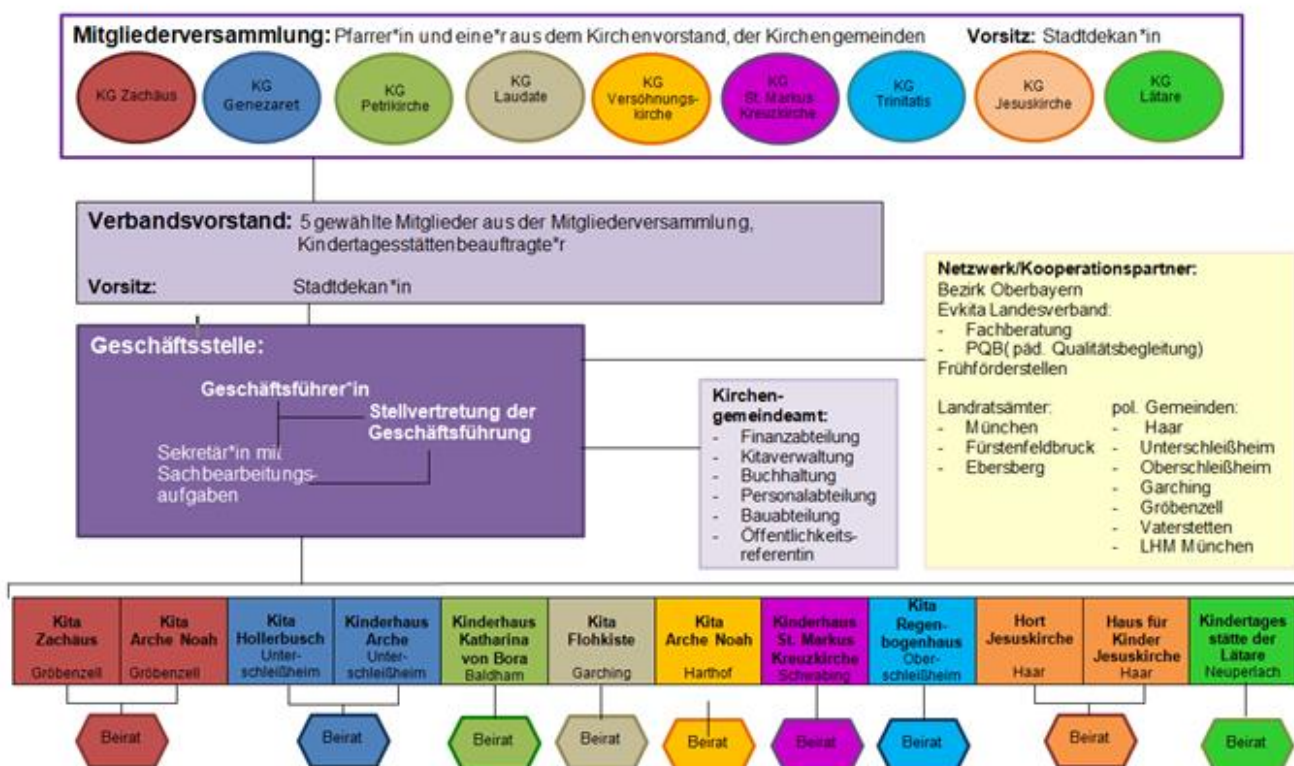 Mitgliederversammlung: Pfarrer*in und eine*r aus dem Kirchenvorstand, der Kirchengemeinden Vorsitz: Stadtdekan*in
KG Zachäus
KG
Genezaret
KG
Petrikirche
KG
Laudate
KG
Versöhnungs-
kirche
KG
St. Markus
Kreuzkirche
KG
Trinitatis
KG
Jesuskirche
KG
Lätare
Verbandsvorstand: 5 gewählte Mitglieder aus der Mitgliederversammlung,
Kindertagesstättenbeauftragte*r
Vorsitz: Stadtdekan*in
Geschäftsstelle:
Geschäftsführer*in
Stellvertretung der
Geschäftsführung
Sekretär*in mit
Sachbearbeitungs-
aufgaben
Kirchen-
gemeindeamt:
- Finanzabteilung
- Kitaverwaltung
- Buchhaltung
- Personalabteilung
- Bauabteilung
- Öffentlichkeits-
referentin
Netzwerk/Kooperationspartner:
Bezirk Oberbayern
Evkita Landesverband:
- Fachberatung
- PQB( päd. Qualitätsbegleitung)
Frühförderstellen
Landratsämter:
- München
- Fürstenfeldbruck
- Ebersberg
pol. Gemeinden:
- Haar
- Unterschleißheim
- Oberschleißheim
- Garching
- Gröbenzell
- Vaterstetten
- LHM München
Kita
Zachäus
Gröbenzell
Kita
Arche Noah
Gröbenzell
Kita
Hollerbusch
Unter-
schleißheim
Kinderhaus
Arche
Unter-
schleißheim
Kinderhaus
Katharina
von Bora
Baldham
Kita
Flohkiste
Garching
Kita
Arche Noah
Harthof
Kinderhaus
St. Markus
Kreuzkirche
Schwabing
Kita
Regen-
bogenhaus
Ober-
schleißheim
Hort
Jesuskirche
Haar
Haus für
Kinder
Jesuskirche
Haar
Kindertages
stätte der
Lätare
Neuperlach
Beirat
Beirat
Beirat
Beirat
Beirat
Beirat
Beirat
Beirat
Beirat